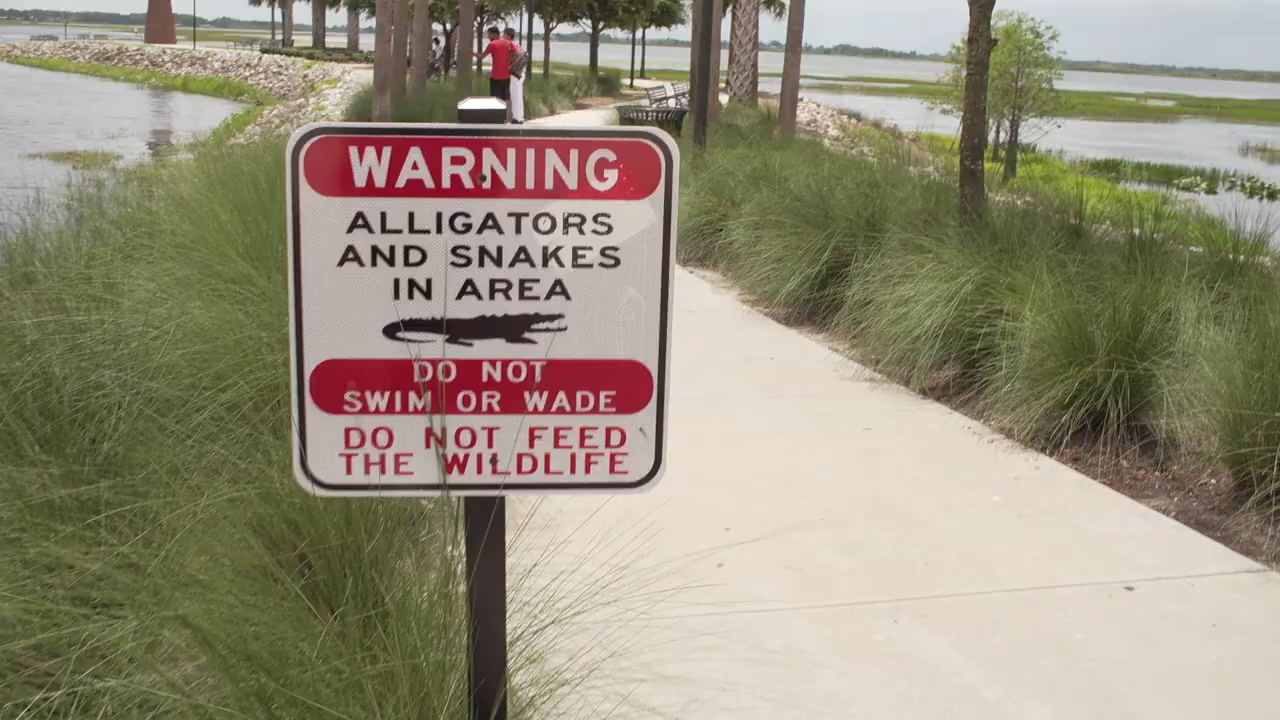 WARNING
ALLIGATORS
AND SNAKES
IN AREA
DO NOT
SWIM OR WADE
DO NOT FEED
THE WILDLIFE